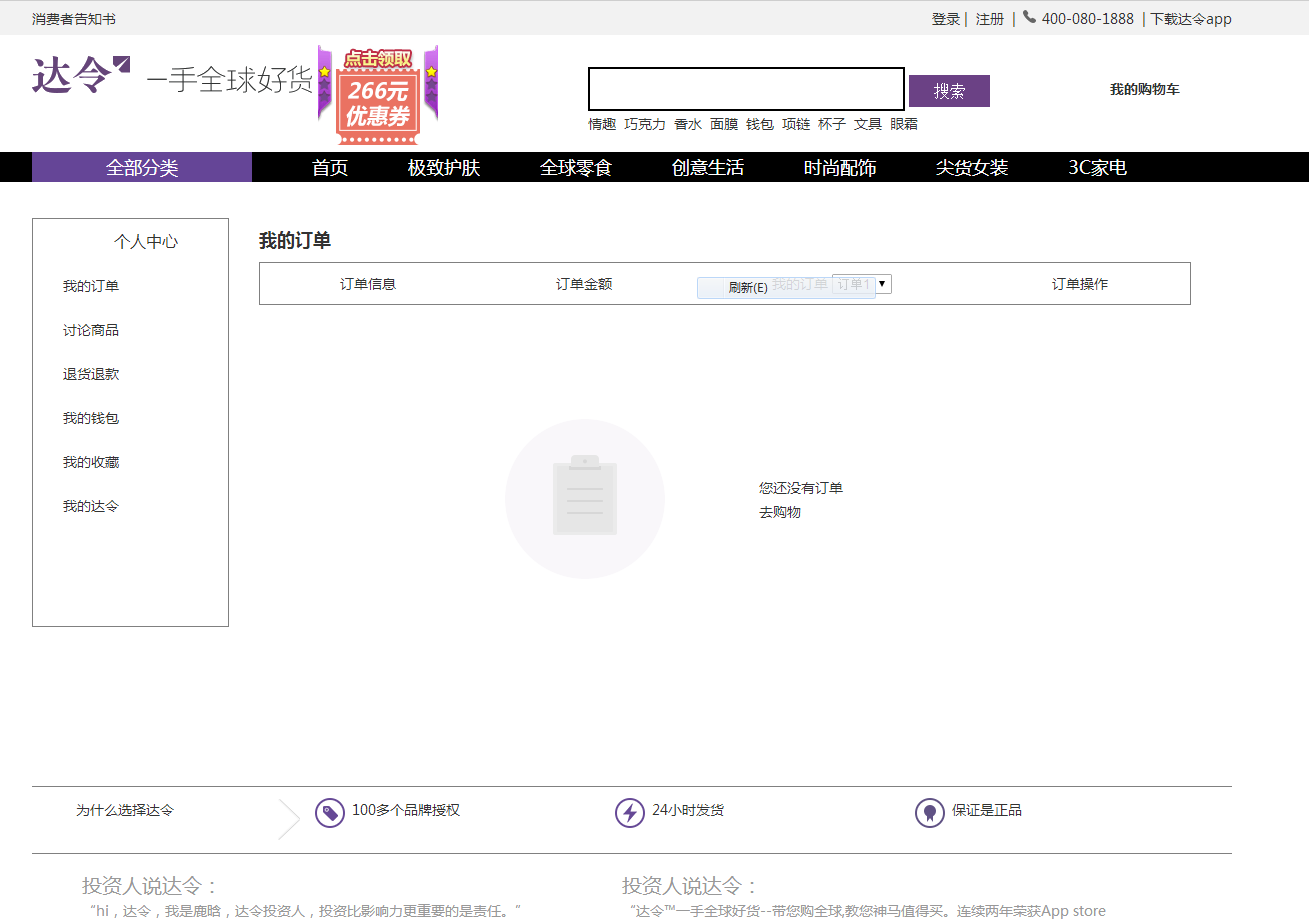 消费者告知书
登录 | 注册 | 400-080-1888 | 下载达令app
达令 一手全球好货
点击领取
266元
优惠券
搜索
我的购物车
情趣 巧克力 香水 面膜 钱包 项链 杯子 文具 眼霜
全部分类 首页 极致护肤 全球零食 创意生活 时尚配饰 尖货女装 3C家电
个人中心
我的订单
讨论商品
退货退款
我的钱包
我的收藏
我的达令
我的订单
订单信息 订单金额 刷新(E) 我的订单 订单1 订单操作
您还没有订单
去购物
为什么选择达令 100多个品牌授权 24小时发货 保证是正品
投资人说达令：
“hi，达令，我是鹿晗，达令投资人，投资比影响力更重要的是责任。”
投资人说达令：
“达令™一手全球好货--带您购全球,教您神马值得买。连续两年荣获App store